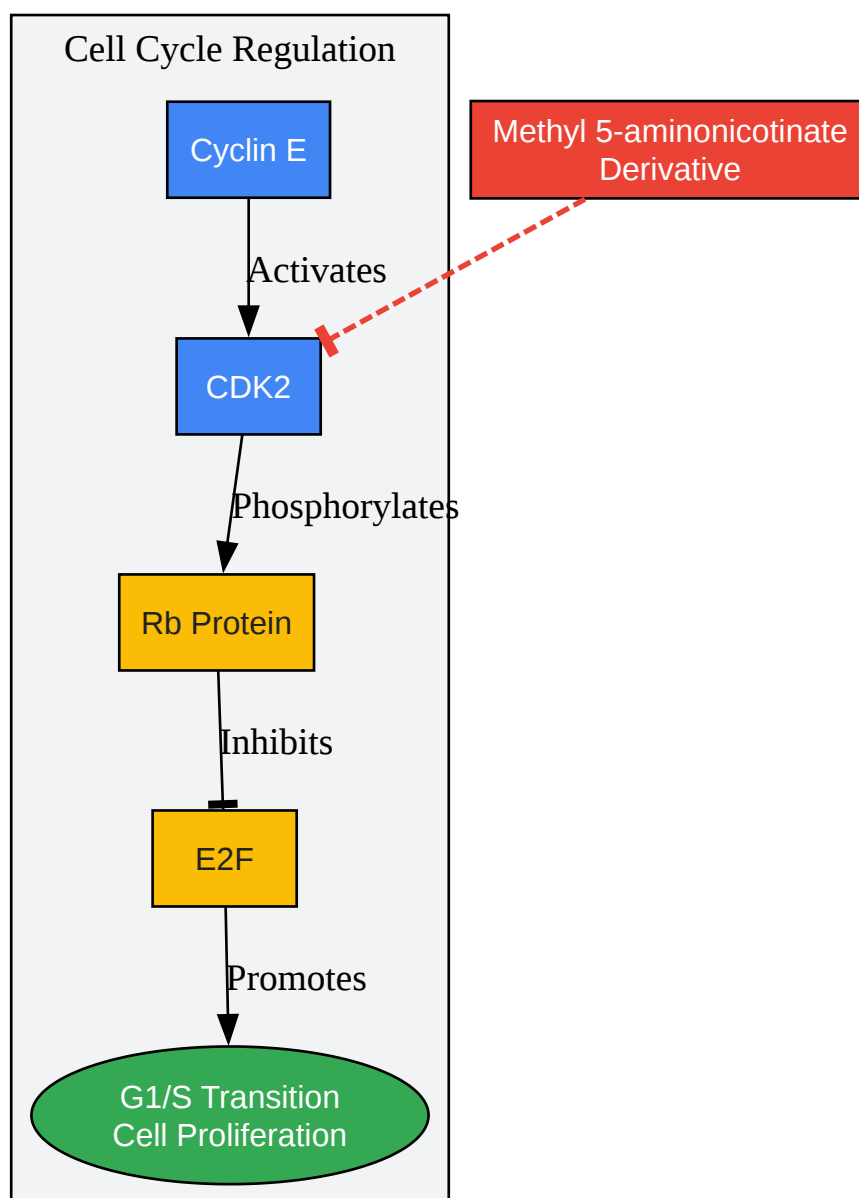 Cell Cycle Regulation
Cyclin E
Methyl 5-aminonicotinate
Derivative
Activates
CDK2
Phosphorylates
Rb Protein
Inhibits
E2F
Promotes
G1/S Transition
Cell Proliferation